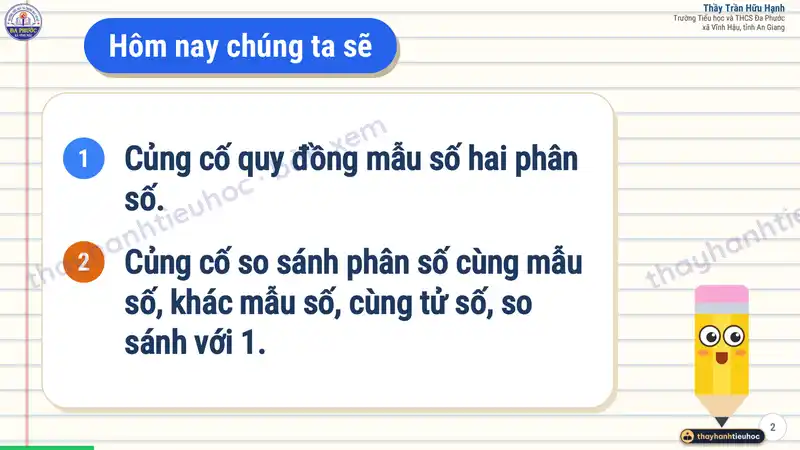 Thầy Trần Hữu Hạnh
Trường Tiểu học và THCS Đa Phước
xã Vĩnh Hậu, tỉnh An Giang
ĐA PHƯỚC
Hôm nay chúng ta sẽ
1
Củng cố quy đồng mẫu số hai phân
số.
2
Củng cố so sánh phân số cùng mẫu
số, khác mẫu số, cùng tử số, so
sánh với 1.
thayhanhtieuhoc
2